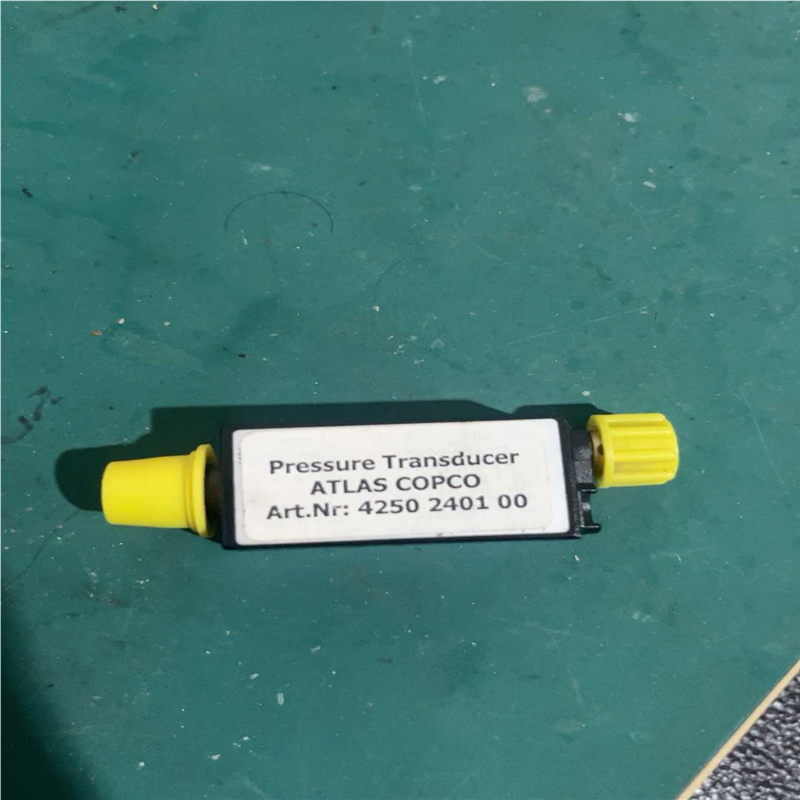 Pressure Transducer
ATLAS COPCO
Art.Nr: 4250 2401 00